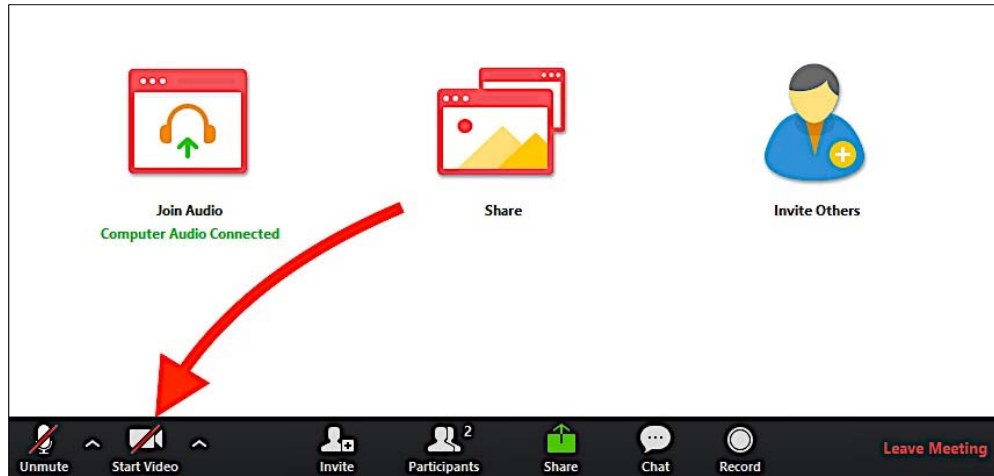 Join Audio
Computer Audio Connected
Share
Invite Others
2
Unmute
Start Video
Invite
Participants
Share
Chat
Record
Leave Meeting